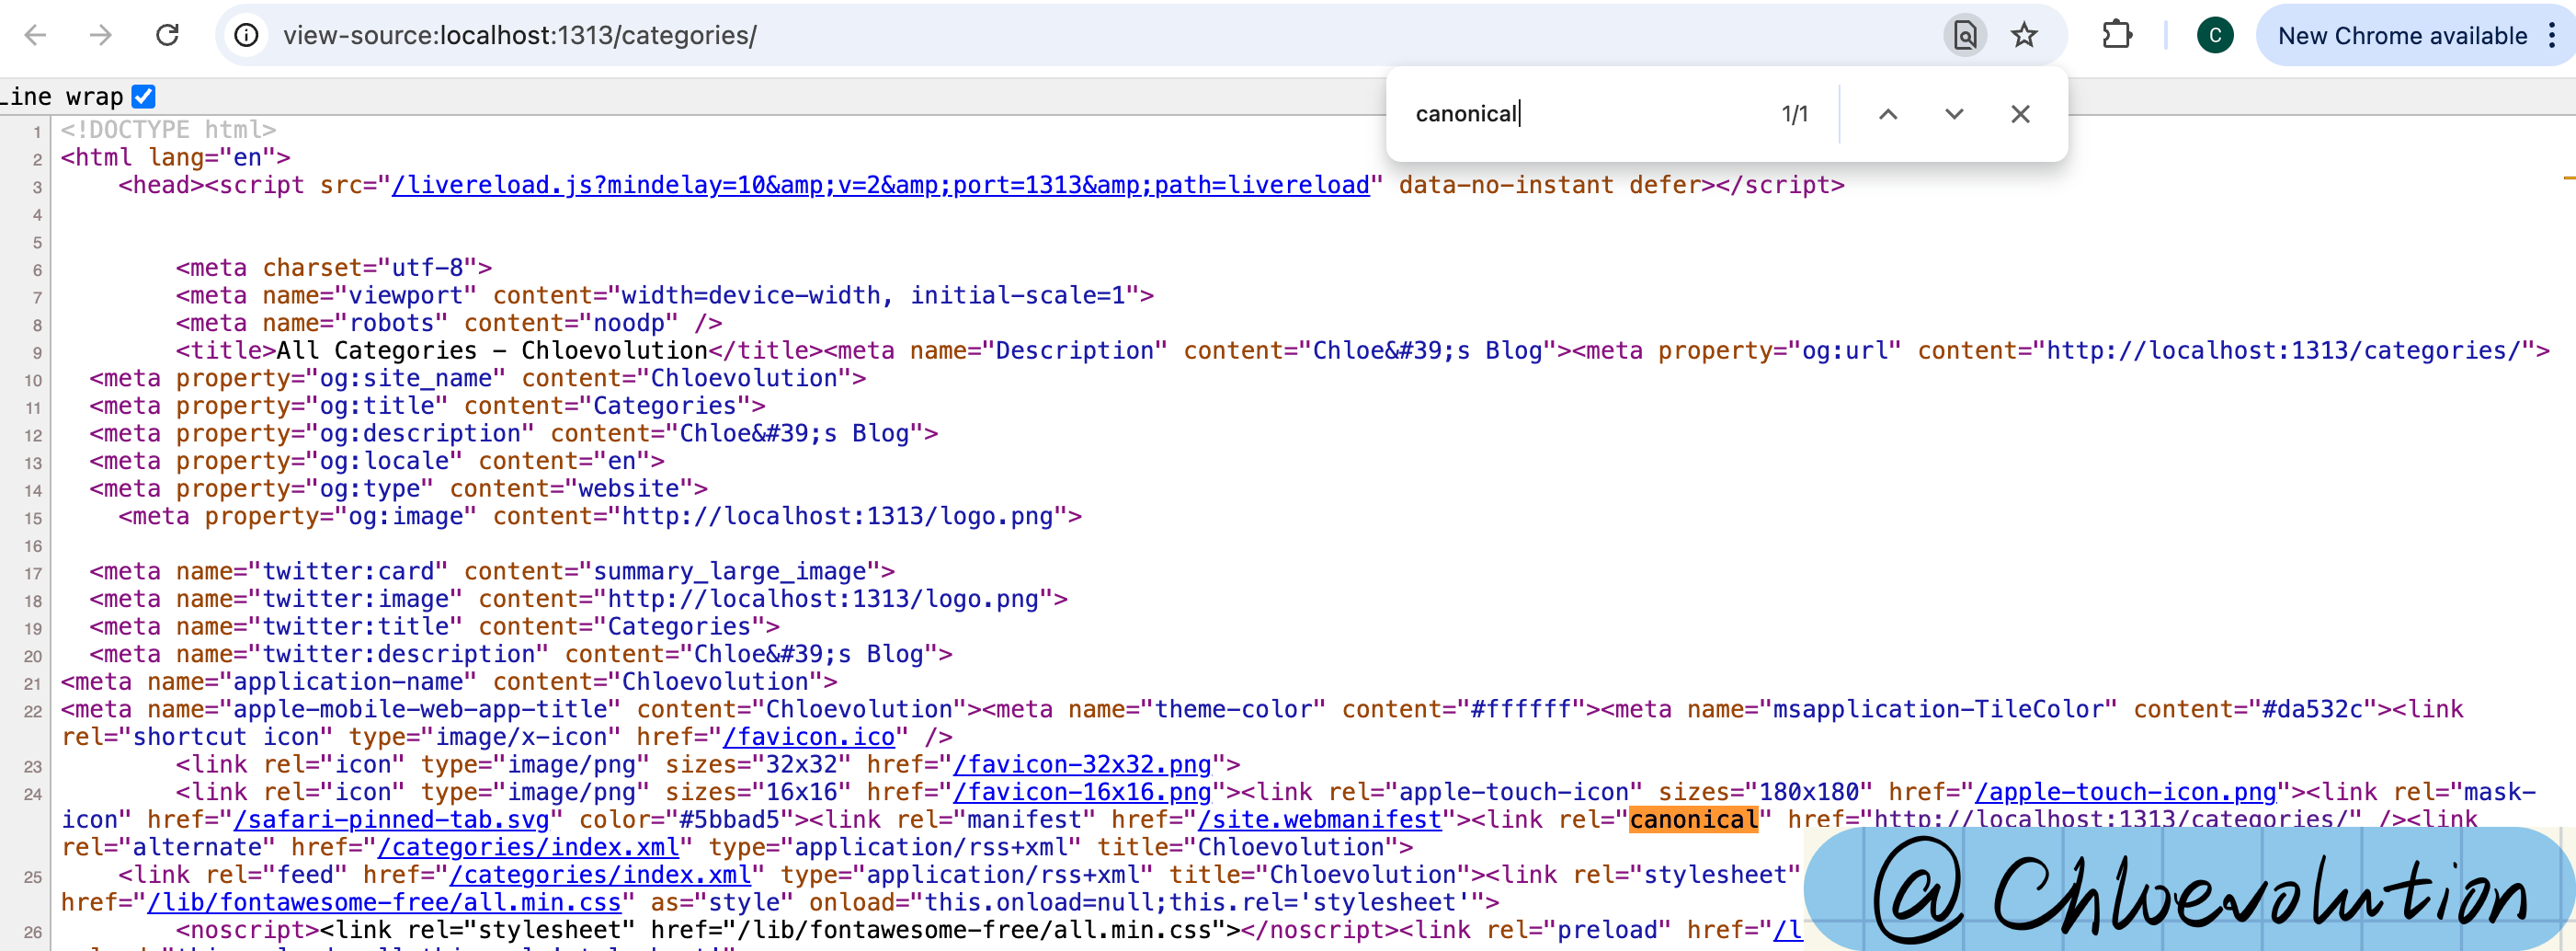 view-source:localhost:1313/categories/
C
New Chrome available
Line wrap
canonical
1/1
1 <!DOCTYPE html>
2 <html lang="en">
3 <head><script src="/livereload.js?mindelay=10&amp;v=2&amp;port=1313&amp;path=livereload" data-no-instant defer></script>
4
5
6 <meta charset="utf-8">
7 <meta name="viewport" content="width=device-width, initial-scale=1">
8 <meta name="robots" content="noodp" />
9 <title>All Categories - Chloevolution</title><meta name="Description" content="Chloe&#39;s Blog"><meta property="og:url" content="http://localhost:1313/categories/">
10 <meta property="og:site_name" content="Chloevolution">
11 <meta property="og:title" content="Categories">
12 <meta property="og:description" content="Chloe&#39;s Blog">
13 <meta property="og:locale" content="en">
14 <meta property="og:type" content="website">
15 <meta property="og:image" content="http://localhost:1313/logo.png">
16
17 <meta name="twitter:card" content="summary_large_image">
18 <meta name="twitter:image" content="http://localhost:1313/logo.png">
19 <meta name="twitter:title" content="Categories">
20 <meta name="twitter:description" content="Chloe&#39;s Blog">
21 <meta name="application-name" content="Chloevolution">
22 <meta name="apple-mobile-web-app-title" content="Chloevolution"><meta name="theme-color" content="#ffffff"><meta name="msapplication-TileColor" content="#da532c"><link
rel="shortcut icon" type="image/x-icon" href="/favicon.ico" />
23 <link rel="icon" type="image/png" sizes="32x32" href="/favicon-32x32.png">
24 <link rel="icon" type="image/png" sizes="16x16" href="/favicon-16x16.png"><link rel="apple-touch-icon" sizes="180x180" href="/apple-touch-icon.png"><link rel="mask-
icon" href="/safari-pinned-tab.svg" color="#5bbad5"><link rel="manifest" href="/site.webmanifest"><link rel="canonical" href="http://localhost:1313/categories/" /><link
rel="alternate" href="/categories/index.xml" type="application/rss+xml" title="Chloevolution">
25 <link rel="feed" href="/categories/index.xml" type="application/rss+xml" title="Chloevolution"><link rel="stylesheet"
href="/lib/fontawesome-free/all.min.css" as="style" onload="this.onload=null;this.rel='stylesheet'">
26 <noscript><link rel="stylesheet" href="/lib/fontawesome-free/all.min.css"></noscript><link rel="preload" href="/l
@Chloevolution